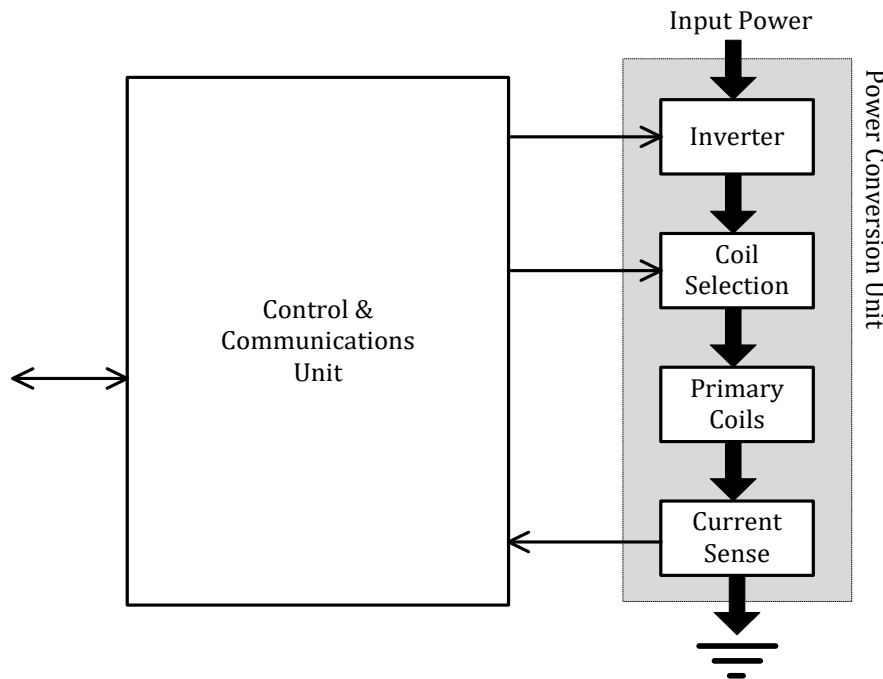 Input Power
Inverter
Coil
Selection
Primary
Coils
Current
Sense
Power Conversion Unit
Control &
Communications
Unit